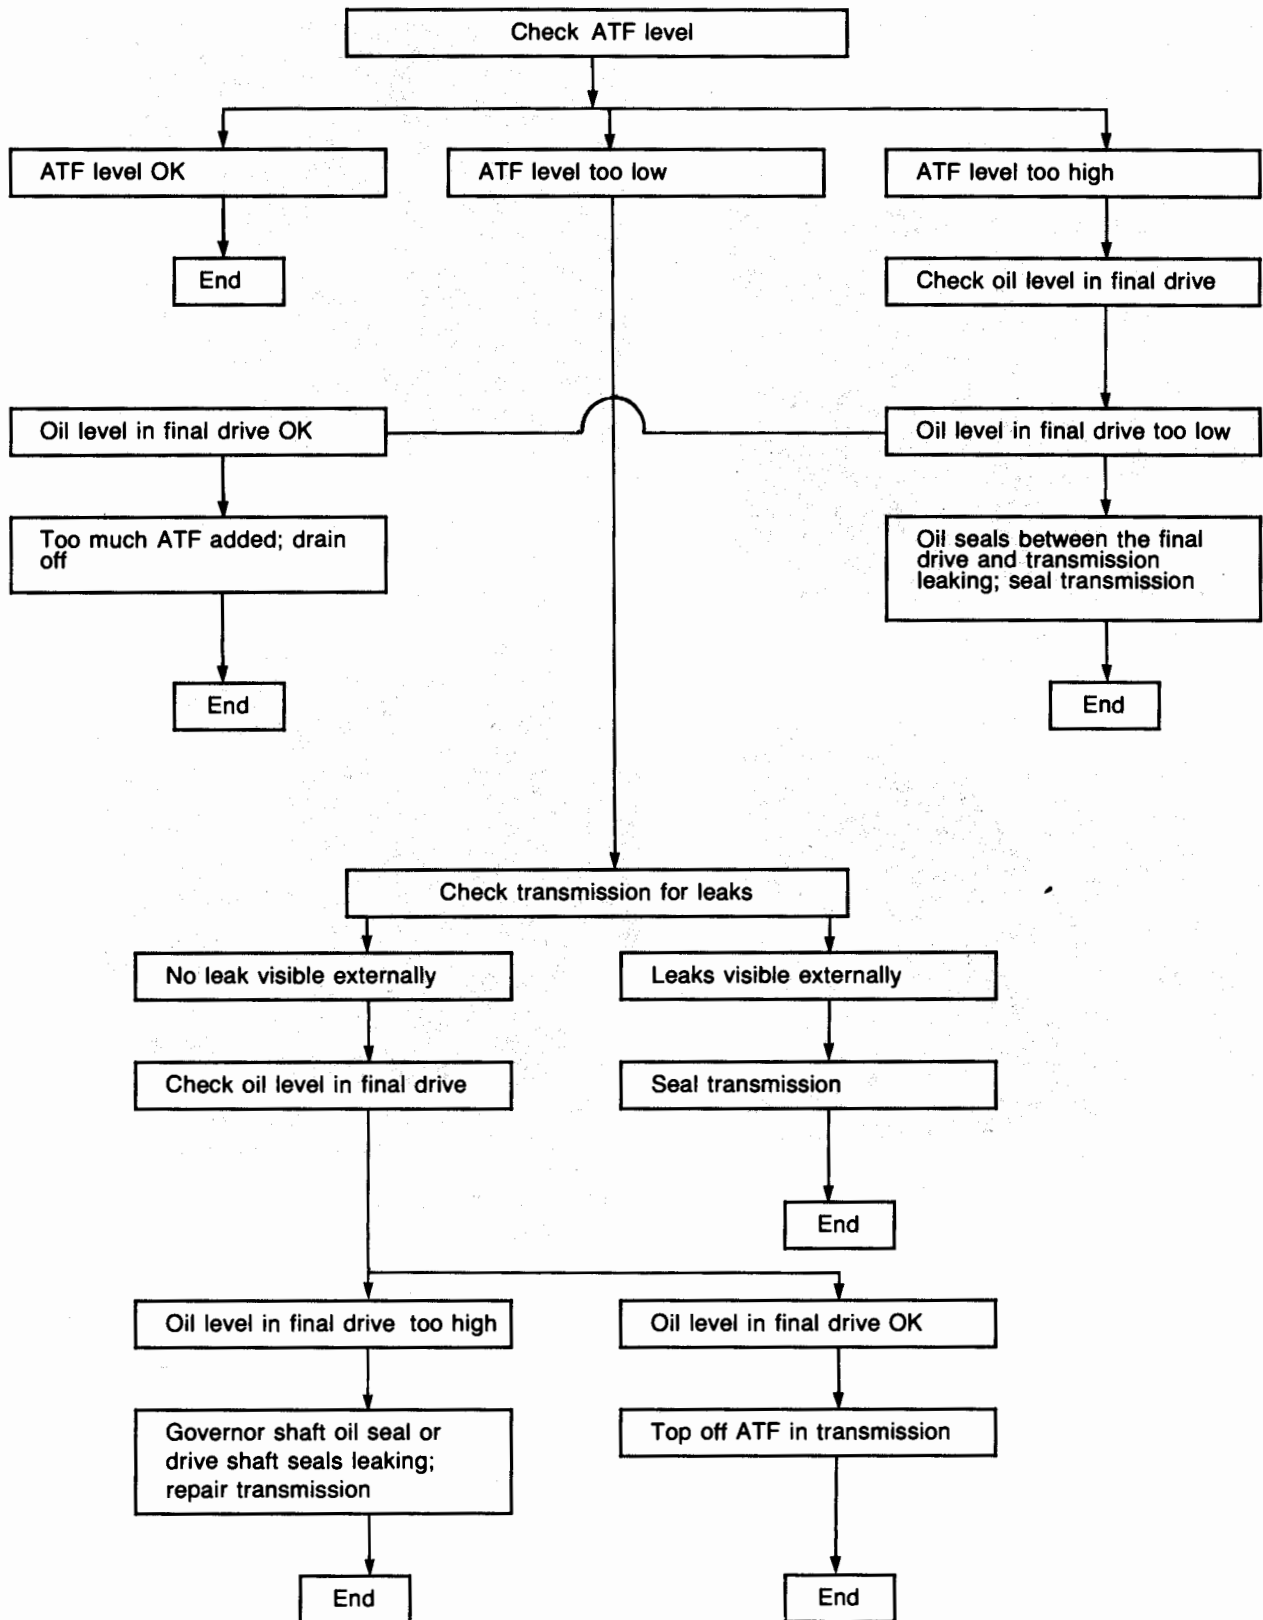 Check ATF level
ATF level OK
ATF level too low
ATF level too high
End
Check oil level in final drive
Oil level in final drive OK
Oil level in final drive too low
Too much ATF added; drain
off
Oil seals between the final
drive and transmission
leaking; seal transmission
End
End
Check transmission for leaks
No leak visible externally
Leaks visible externally
Check oil level in final drive
Seal transmission
End
Oil level in final drive too high
Oil level in final drive OK
Governor shaft oil seal or
drive shaft seals leaking;
repair transmission
Top off ATF in transmission
End
End